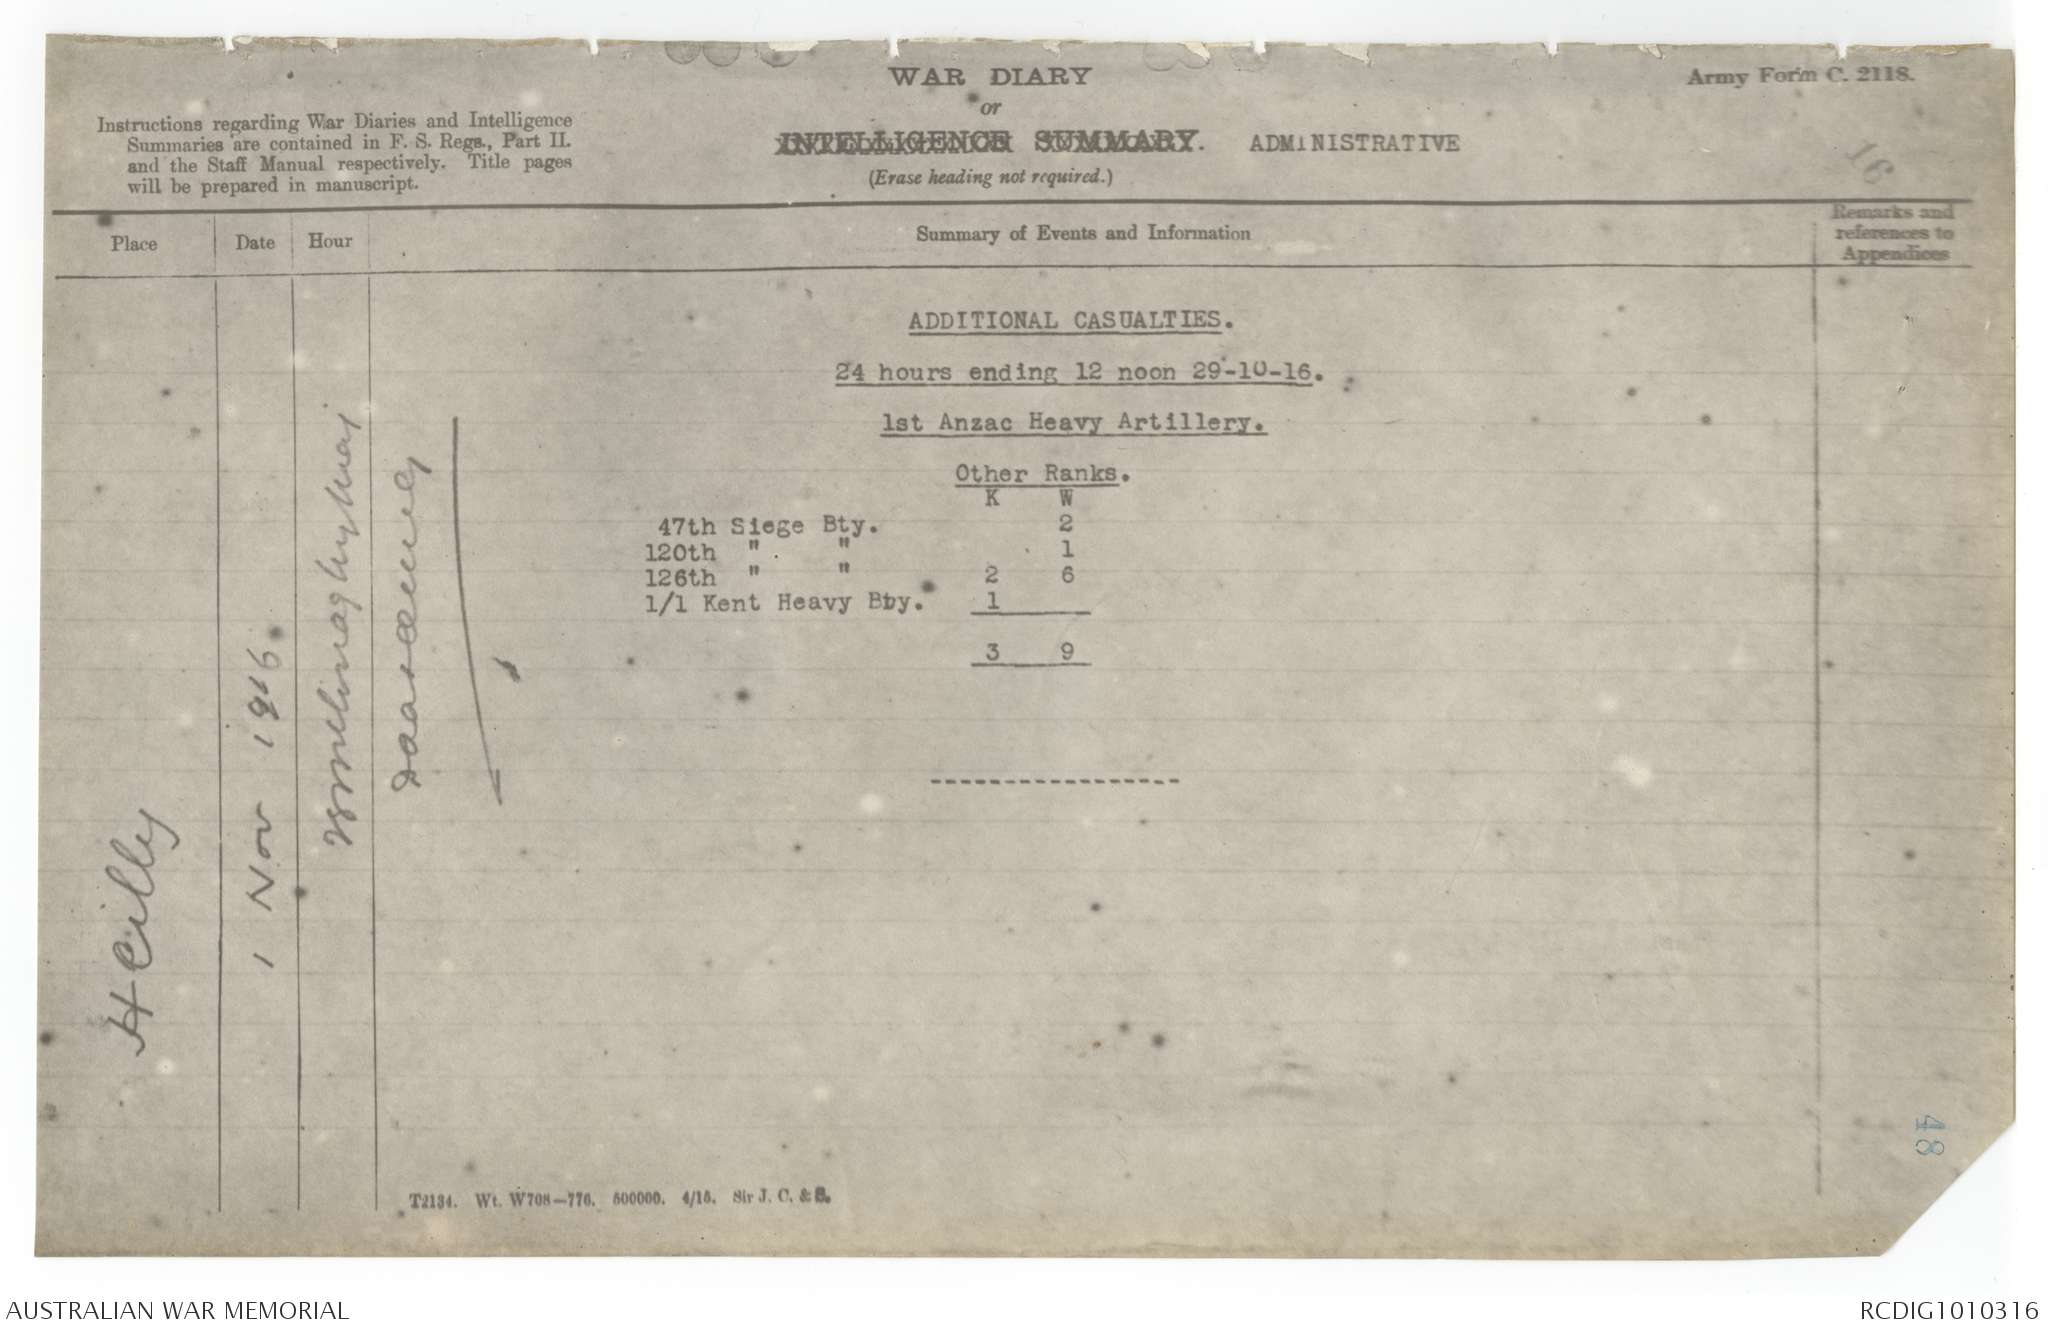 WAR DIARY
or
INTELLIGENCE SUMMARY. ADMiNISTRATIVE
(Erase heading not required.)
Army Form C. 2118.
Instructions regarding War Diaries and Intelligence
Summaries are contained in F. S. Regs., Part II.
and the Staff Manual respectively. Title pages
will be prepared in manuscript.
16
Place
Date
Hour
Summary of Events and Information
Remarks and
references to
Appendices
Heilly
1 Nov 1916.
ADDITIONAL CASUALTIES.
24 hours ending 12 noon 29-10-16.
1st Anzac Heavy Artillery.
Other Ranks.
K W
47th Siege Bty. 2
120th " " 1
126th " " 2 6
1/1 Kent Heavy Bty. 1
3 9
-----------------
48
T2134. Wt. W708—776. 500000. 4/15. Sir J. C. & S.
AUSTRALIAN WAR MEMORIAL
RCDIG1010316